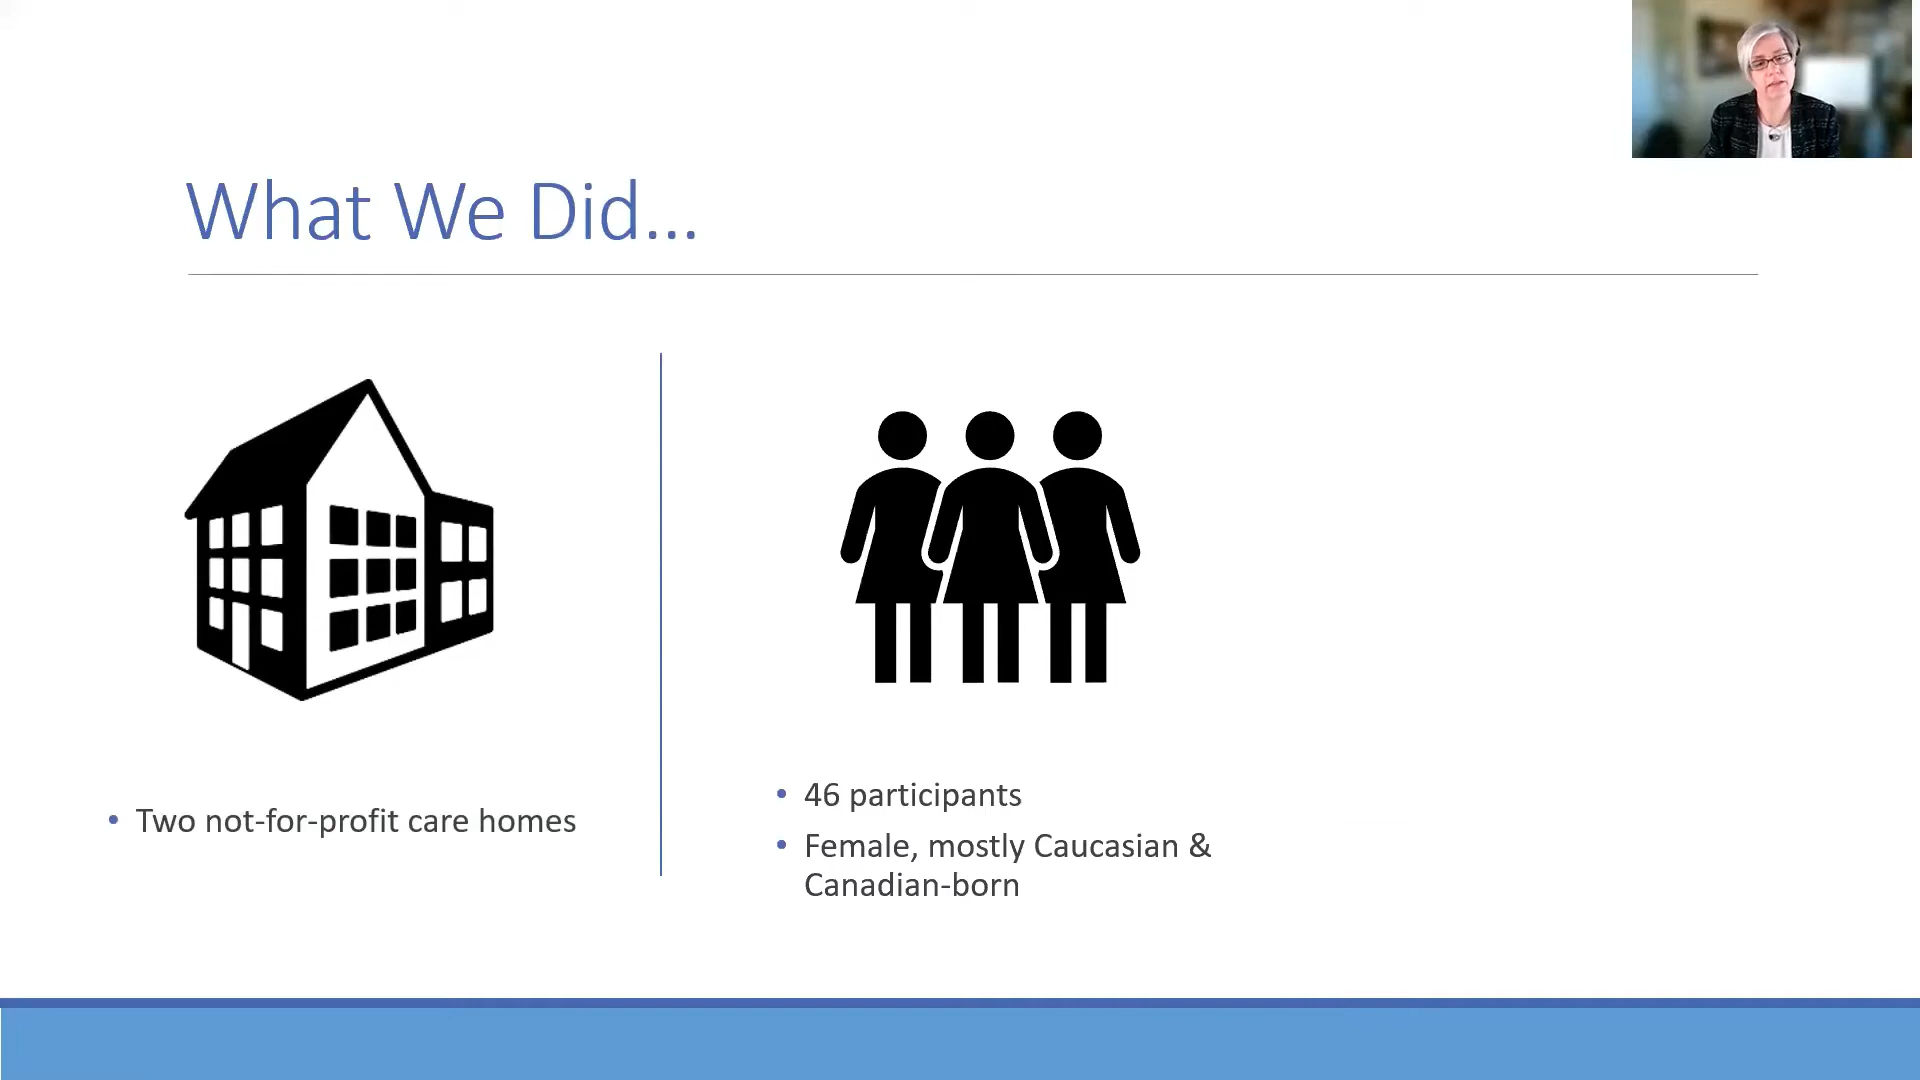 What We Did...
• Two not-for-profit care homes
• 46 participants
• Female, mostly Caucasian &
Canadian-born